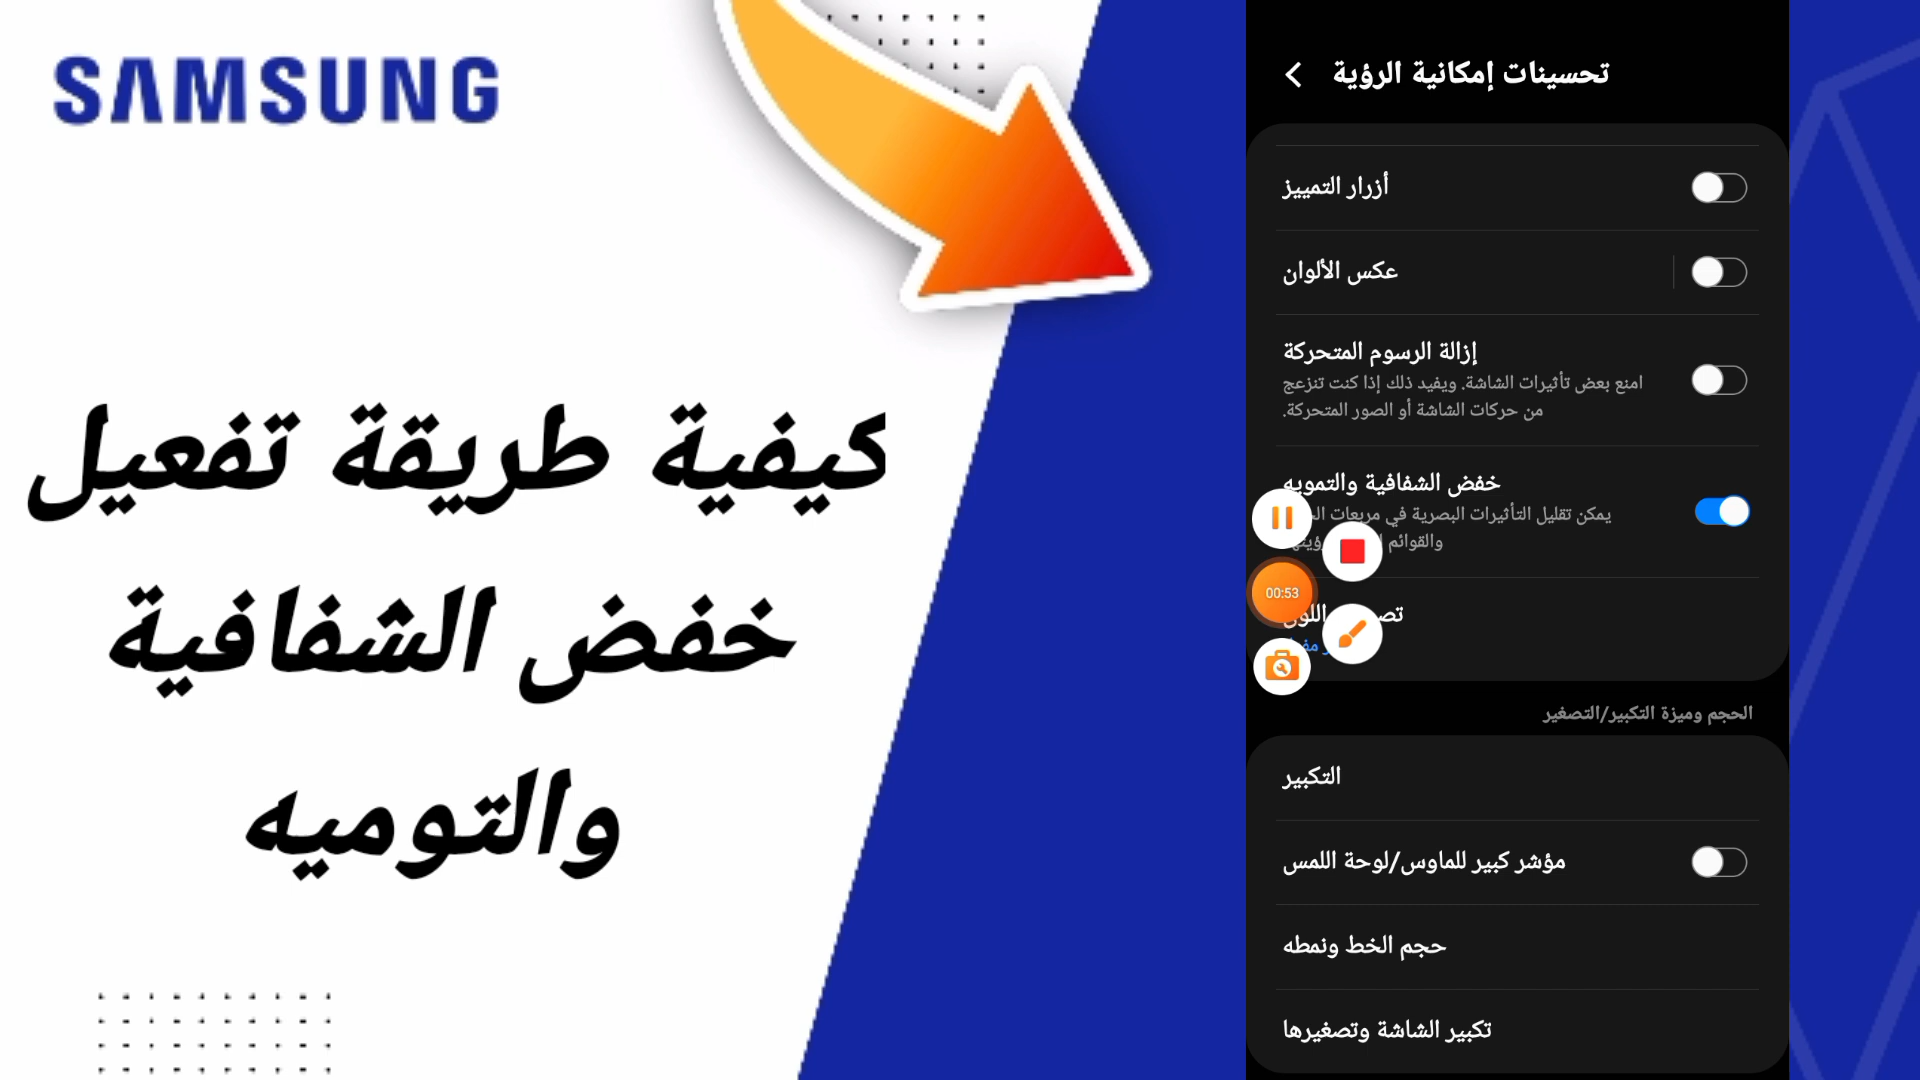 SAMSUNG
كيفية طريقة تفعيل
خفض الشفافية
والتوميه
تحسينات إمكانية الرؤية
أزرار التمييز
عكس الألوان
إزالة الرسوم المتحركة
امنع بعض تأثيرات الشاشة. ويفيد ذلك إذا كنت تنزعج
من حركات الشاشة أو الصور المتحركة.
خفض الشفافية والتمويه
يمكن تقليل التأثيرات البصرية في مربعات
والقوائم
00:53
الحجم وميزة التكبير/التصغير
التكبير
مؤشر كبير للماوس/لوحة اللمس
حجم الخط ونمطه
تكبير الشاشة وتصغيرها